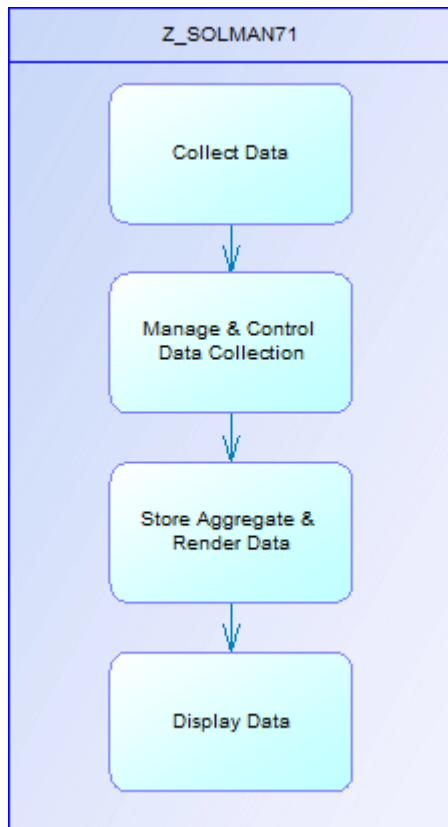 Z_SOLMAN71
Collect Data
Manage & Control
Data Collection
Store Aggregate &
Render Data
Display Data